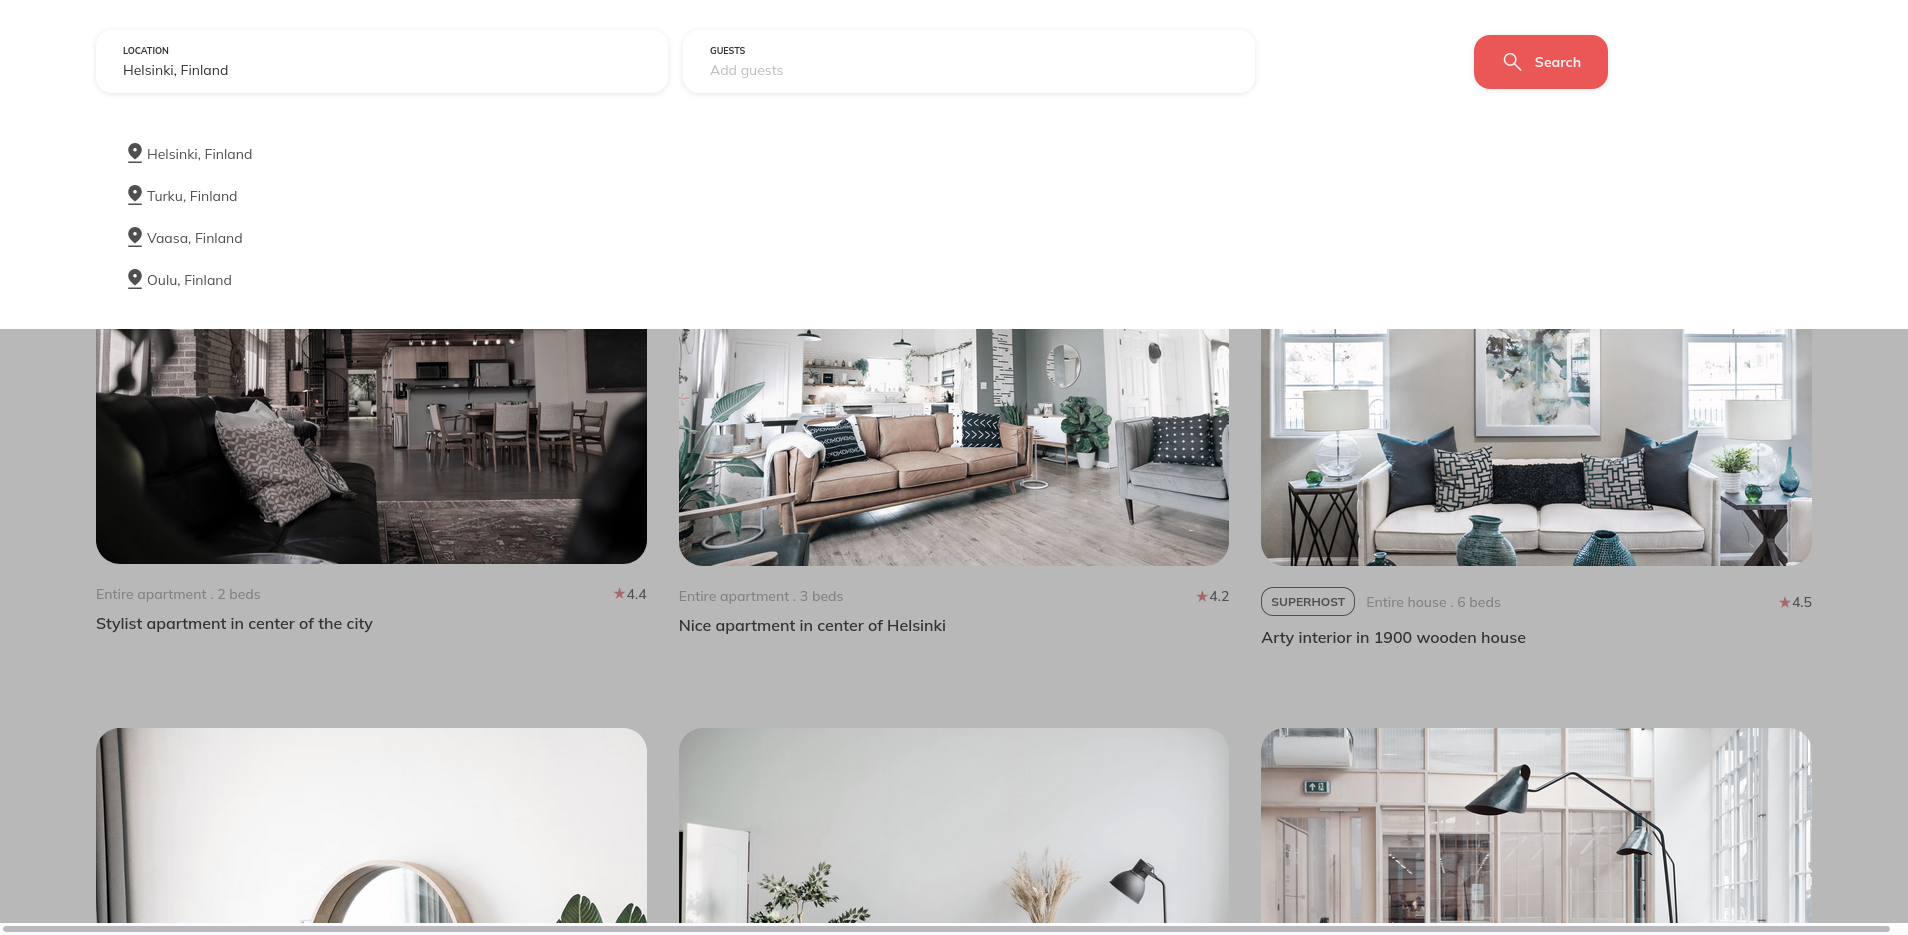 LOCATION
Helsinki, Finland
GUESTS
Add guests
Search
Helsinki, Finland
Turku, Finland
Vaasa, Finland
Oulu, Finland
Entire apartment . 2 beds
4.4
Stylist apartment in center of the city
Entire apartment . 3 beds
4.2
Nice apartment in center of Helsinki
SUPERHOST
Entire house . 6 beds
4.5
Arty interior in 1900 wooden house